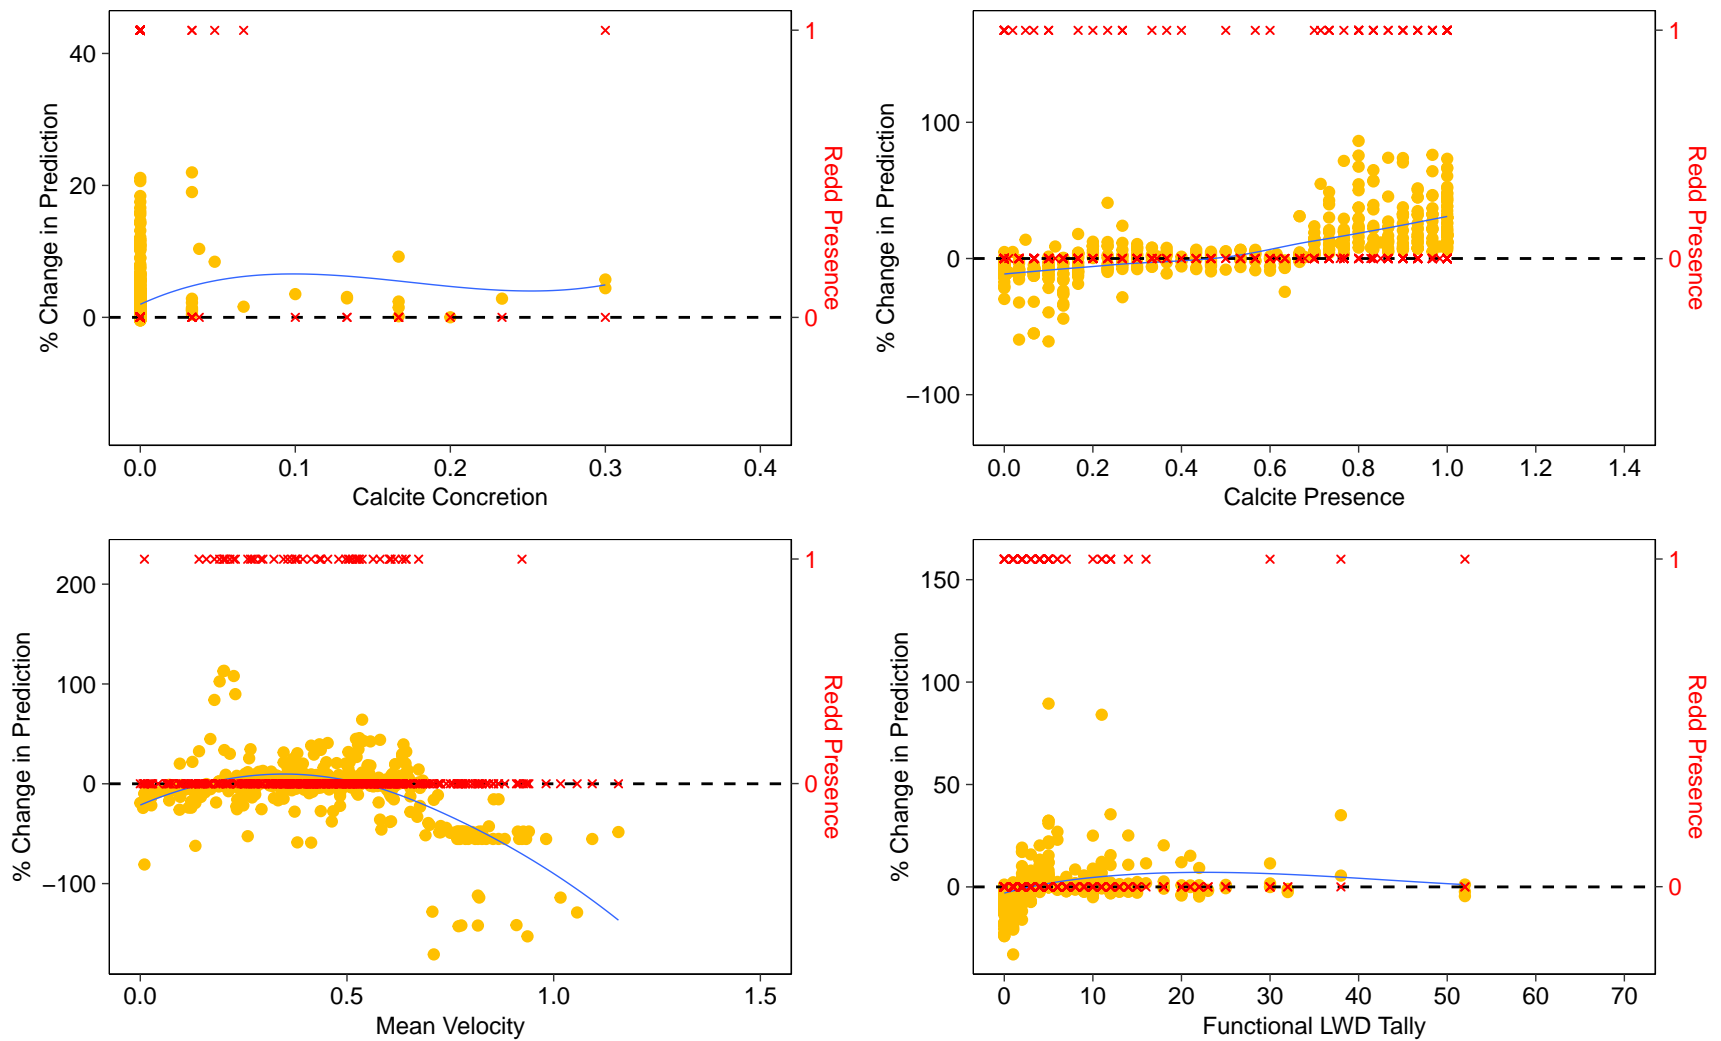 40
20
0
% Change in Prediction
1
0
Redd Presence
0.0 0.1 0.2 0.3 0.4
Calcite Concretion
100
0
−100
% Change in Prediction
1
0
Redd Presence
0.0 0.2 0.4 0.6 0.8 1.0 1.2 1.4
Calcite Presence
200
100
0
−100
% Change in Prediction
1
0
Redd Presence
0.0 0.5 1.0 1.5
Mean Velocity
150
100
50
0
% Change in Prediction
1
0
Redd Presence
0 10 20 30 40 50 60 70
Functional LWD Tally